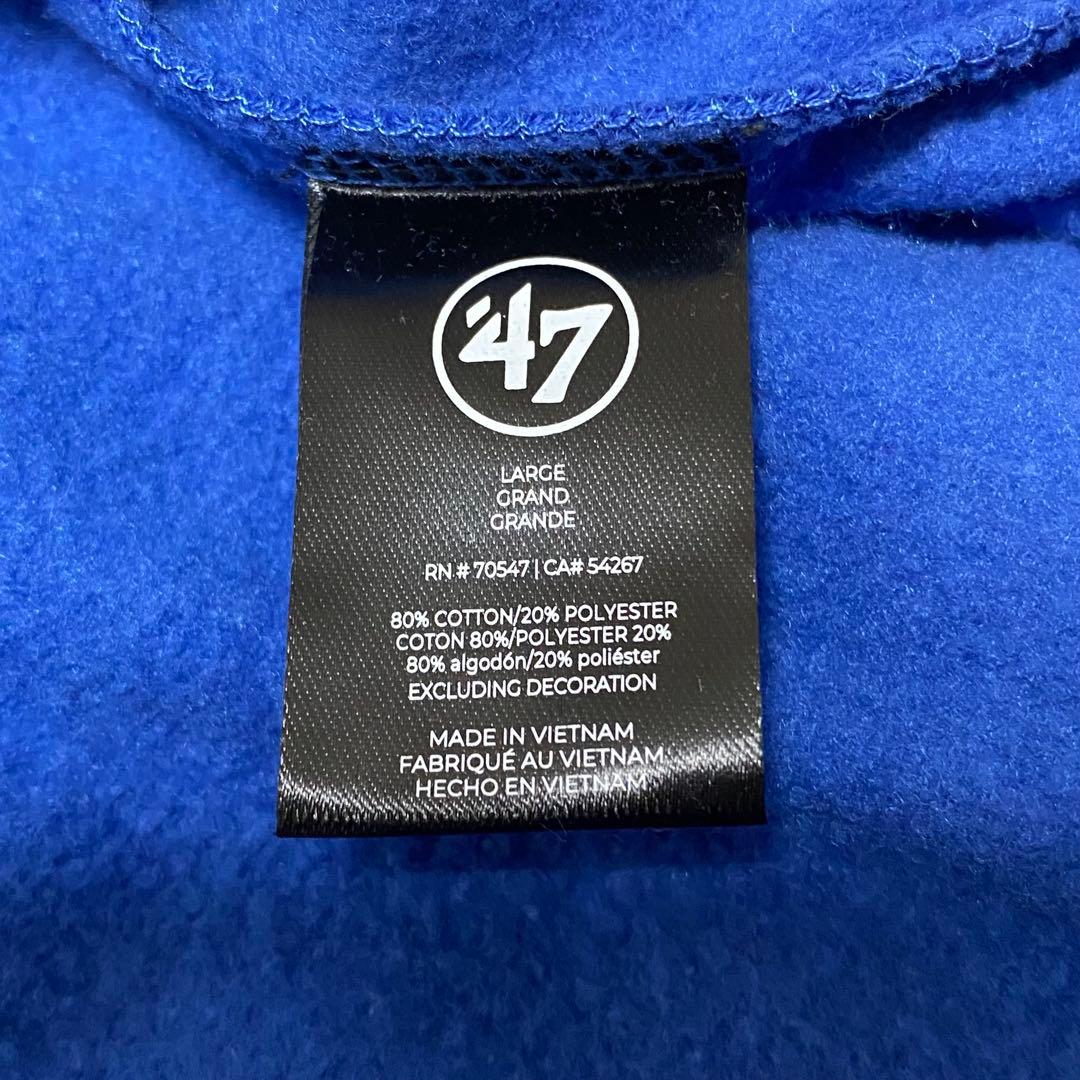 '47
LARGE
GRAND
GRANDE
RN # 70547 | CA# 54267
80% COTTON/20% POLYESTER
COTON 80%/POLYESTER 20%
80% algodón/20% poliéster
EXCLUDING DECORATION
MADE IN VIETNAM
FABRIQUÉ AU VIETNAM
HECHO EN VIETNAM